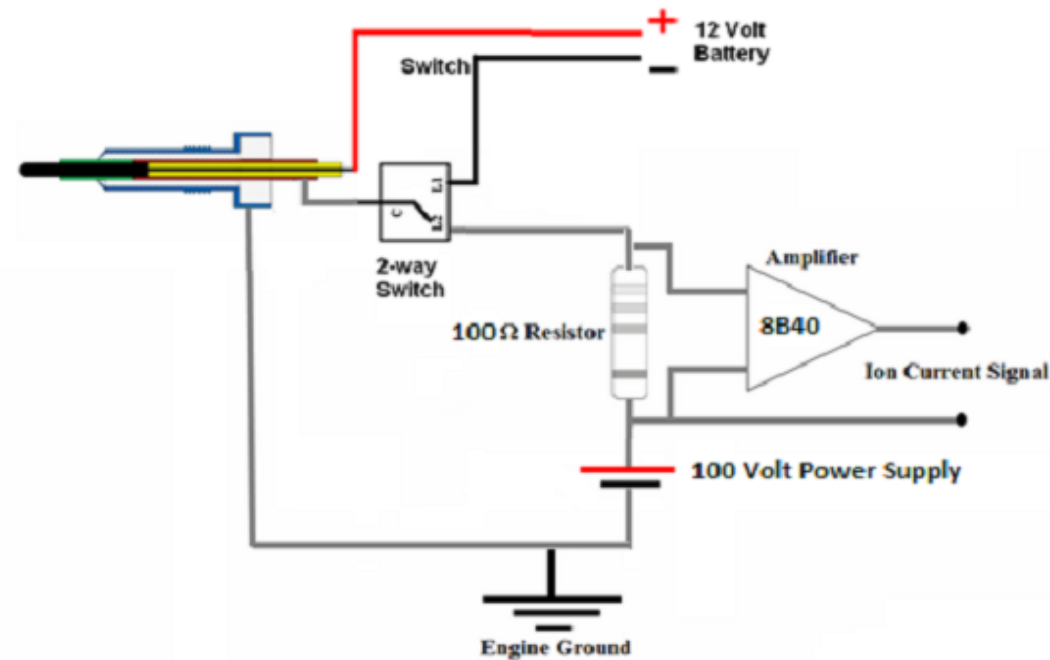 +
12 Volt
Battery
−
Switch
L1
C
L2
2-way
Switch
Amplifier
8B40
100 Ω Resistor
Ion Current Signal
100 Volt Power Supply
Engine Ground